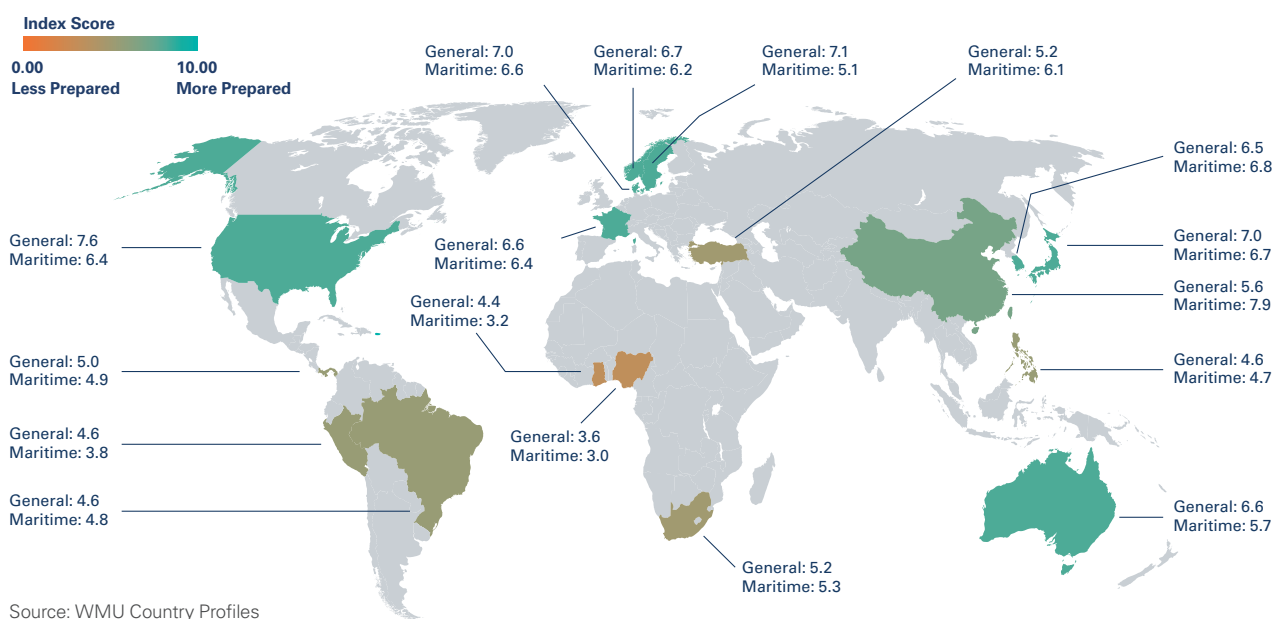 Index Score
0.00
10.00
Less Prepared
More Prepared
General: 7.0
Maritime: 6.6
General: 6.7
Maritime: 6.2
General: 7.1
Maritime: 5.1
General: 5.2
Maritime: 6.1
General: 6.5
Maritime: 6.8
General: 7.6
Maritime: 6.4
General: 6.6
Maritime: 6.4
General: 7.0
Maritime: 6.7
General: 5.6
Maritime: 7.9
General: 4.4
Maritime: 3.2
General: 5.0
Maritime: 4.9
General: 4.6
Maritime: 4.7
General: 4.6
Maritime: 3.8
General: 3.6
Maritime: 3.0
General: 4.6
Maritime: 4.8
General: 6.6
Maritime: 5.7
General: 5.2
Maritime: 5.3
Source: WMU Country Profiles